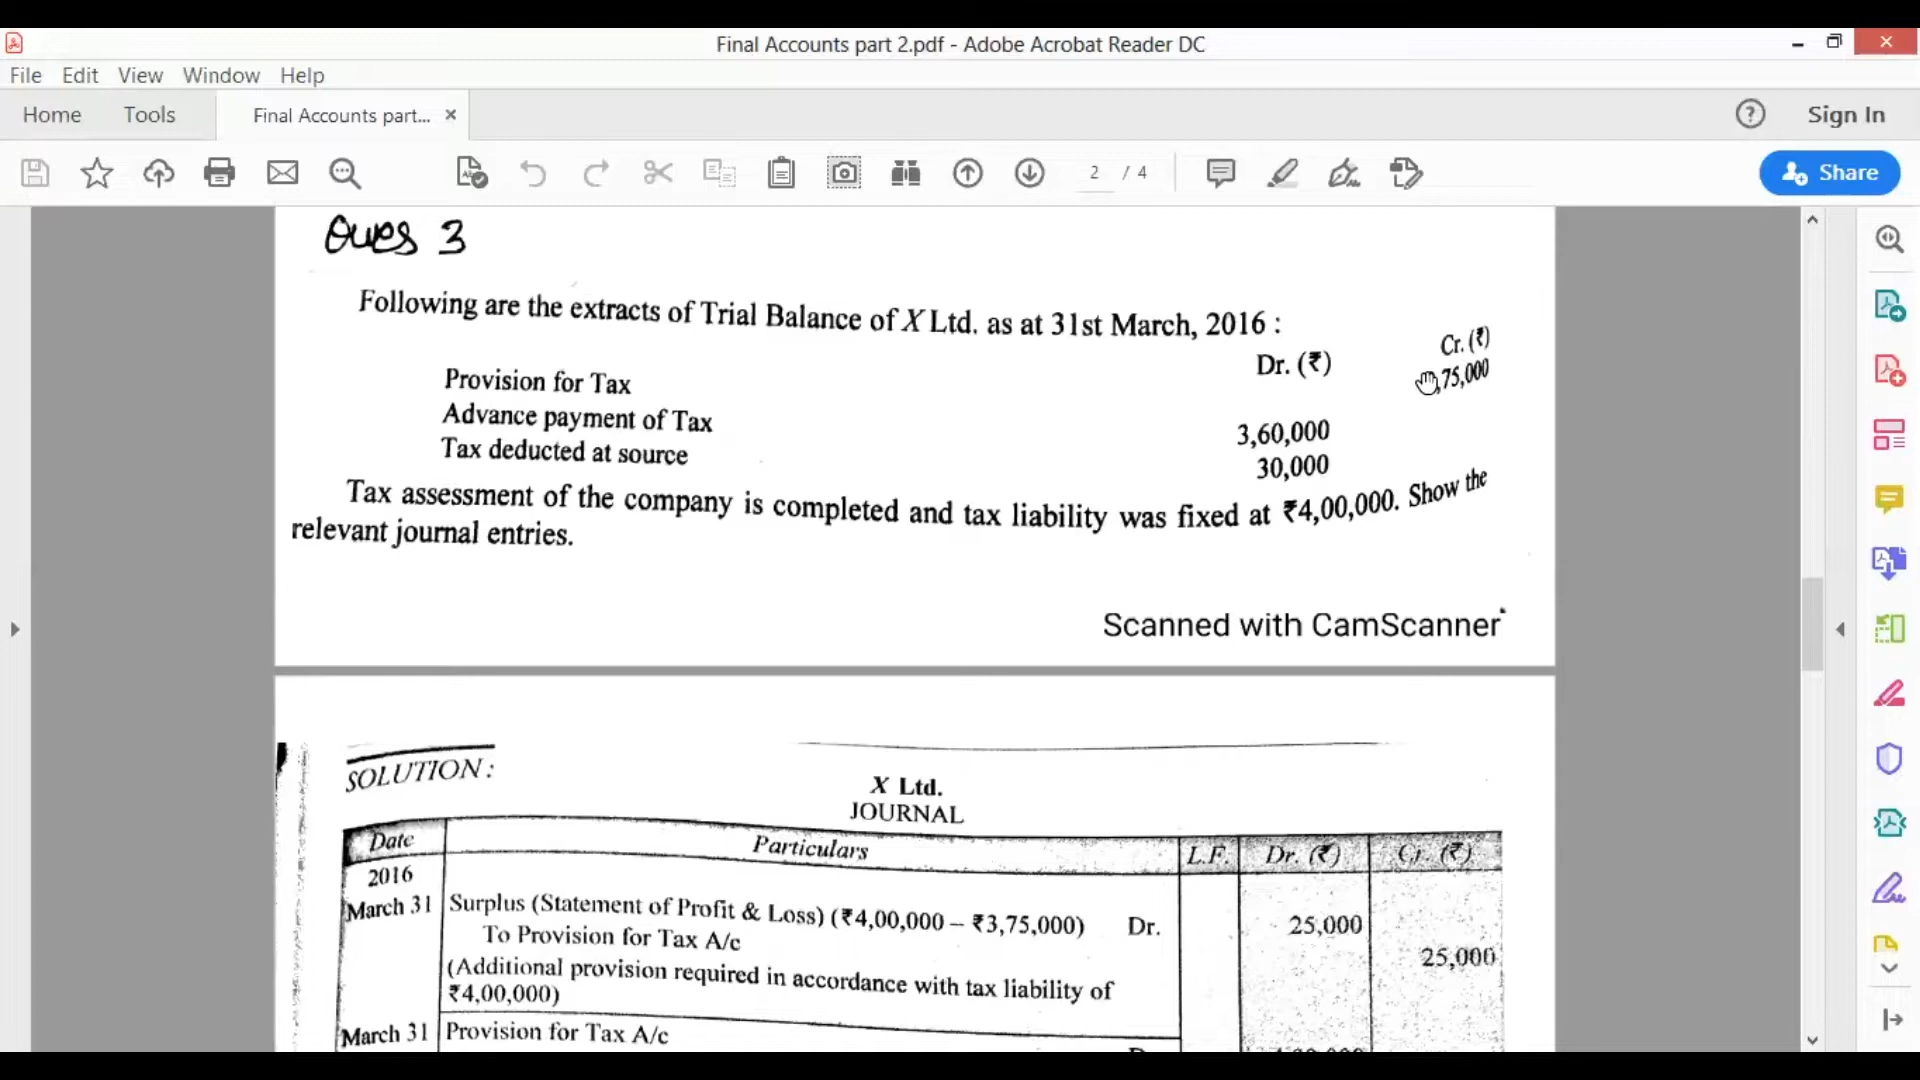 Final Accounts part 2.pdf - Adobe Acrobat Reader DC
File Edit View Window Help
Home Tools Final Accounts part... × Sign In
2 / 4 Share
Ques 3
Following are the extracts of Trial Balance of X Ltd. as at 31st March, 2016 :
Dr. (₹) Cr. (₹)
Provision for Tax 75,000
Advance payment of Tax 3,60,000
Tax deducted at source 30,000
Tax assessment of the company is completed and tax liability was fixed at ₹4,00,000. Show the
relevant journal entries.
Scanned with CamScanner
SOLUTION :
X Ltd.
JOURNAL
Date Particulars L.F. Dr. (₹) Cr. (₹)
2016
March 31 Surplus (Statement of Profit & Loss) (₹4,00,000 – ₹3,75,000) Dr. 25,000
To Provision for Tax A/c 25,000
(Additional provision required in accordance with tax liability of
₹4,00,000)
March 31 Provision for Tax A/c